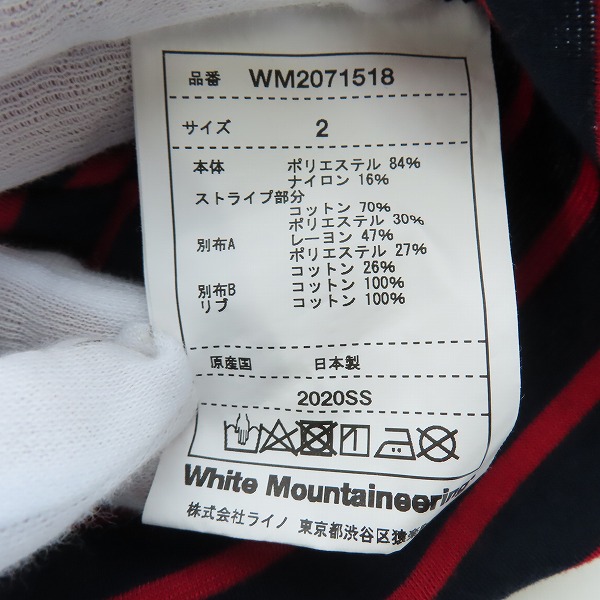 品番 WM2071518
サイズ 2
本体 ポリエステル 84%
ナイロン 16%
ストライプ部分
コットン 70%
ポリエステル 30%
別布A レーヨン 47%
ポリエステル 27%
コットン 26%
別布B コットン 100%
リブ コットン 100%
原産国 日本製
2020SS
White Mountaineering
株式会社ライノ 東京都渋谷区猿楽